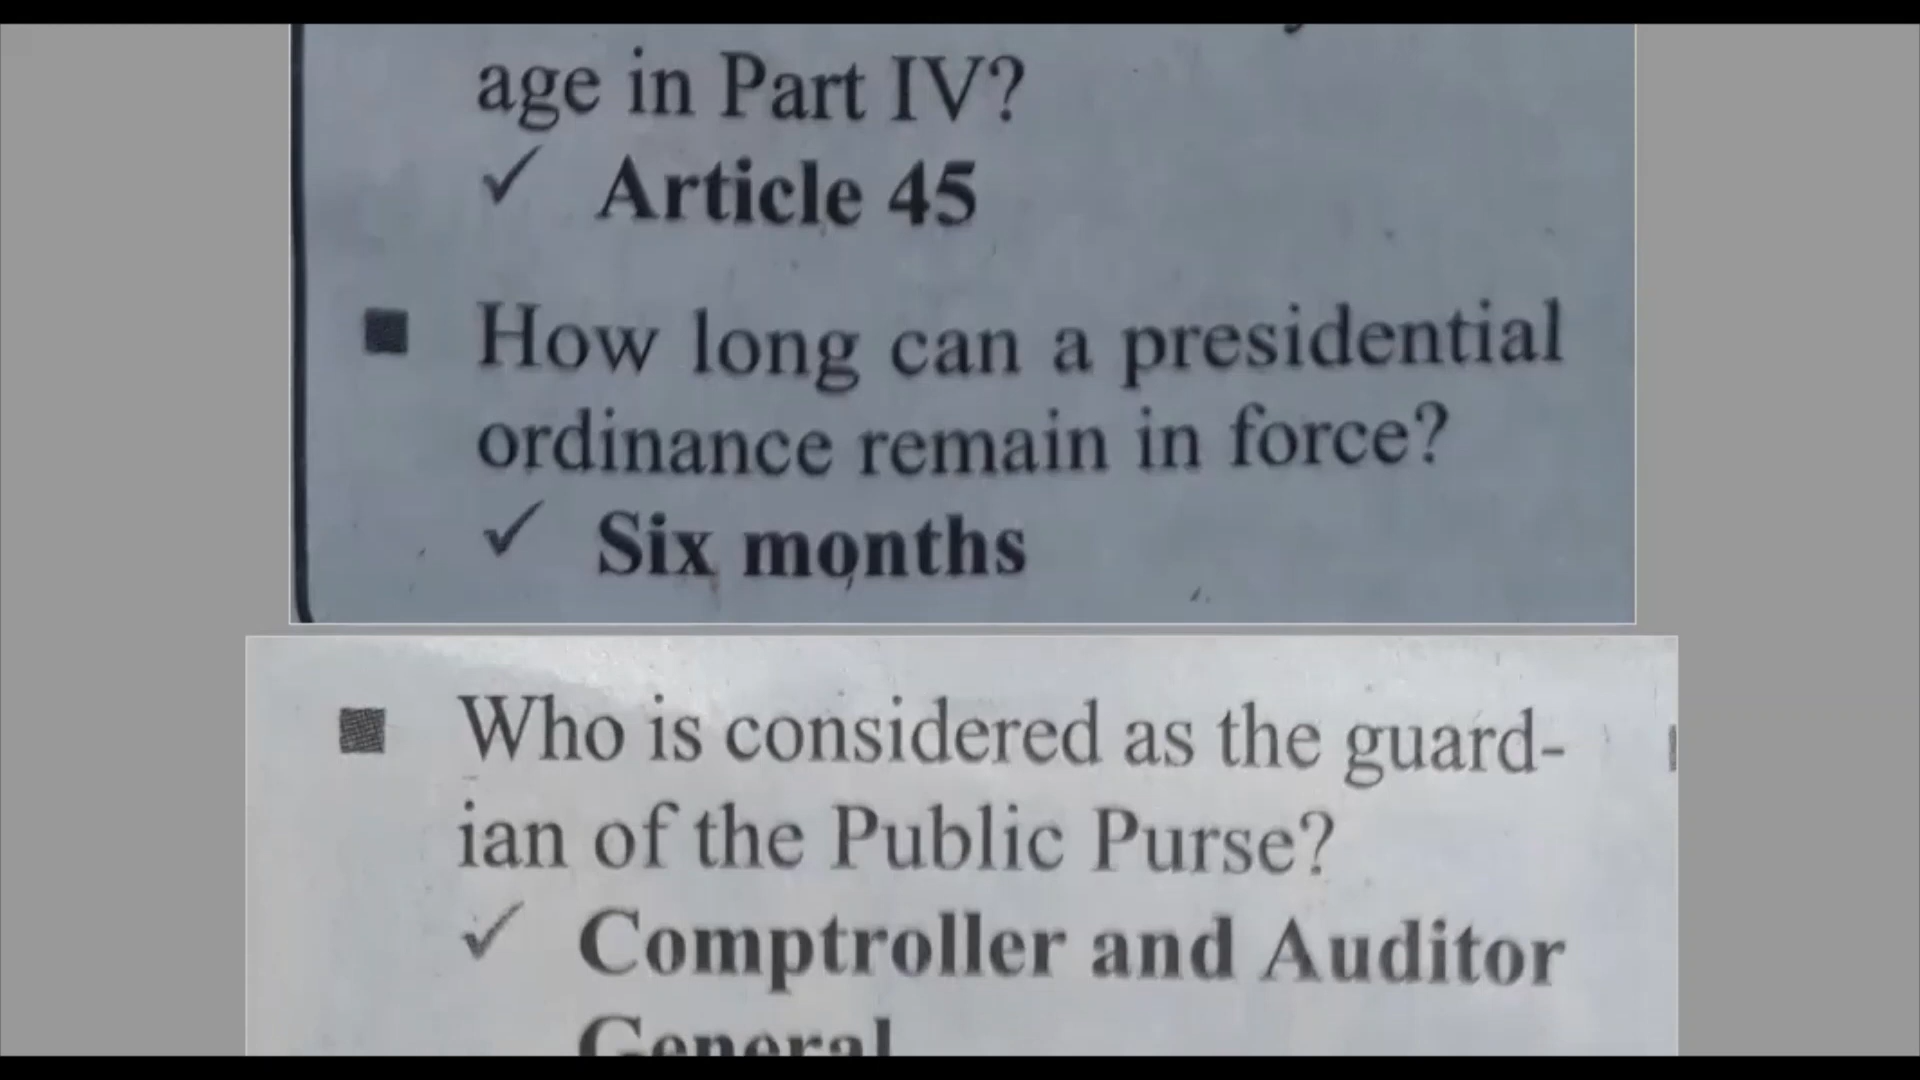 age in Part IV?
✓ Article 45
■ How long can a presidential
ordinance remain in force?
✓ Six months
■ Who is considered as the guard-
ian of the Public Purse?
✓ Comptroller and Auditor
General